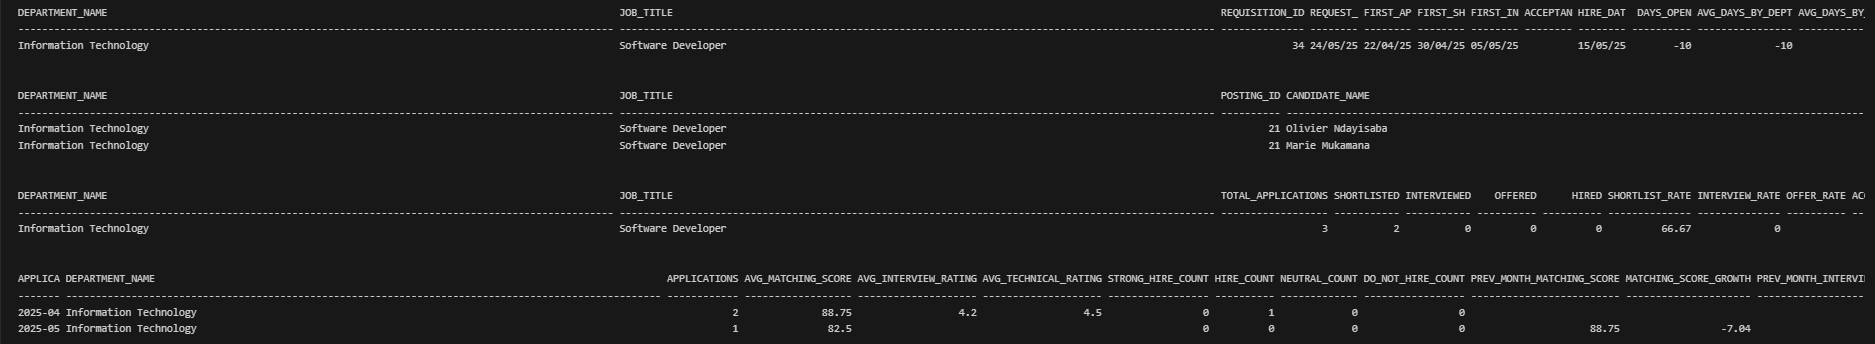 DEPARTMENT_NAME JOB_TITLE REQUISITION_ID REQUEST_ FIRST_AP FIRST_SH FIRST_IN ACCEPTAN HIRE_DAT DAYS_OPEN AVG_DAYS_BY_DEPT AVG_DAYS_BY_
Information Technology Software Developer 34 24/05/25 22/04/25 30/04/25 05/05/25 15/05/25 -10 -10
DEPARTMENT_NAME JOB_TITLE POSTING_ID CANDIDATE_NAME
Information Technology Software Developer 21 Olivier Ndayisaba
Information Technology Software Developer 21 Marie Mukamana
DEPARTMENT_NAME JOB_TITLE TOTAL_APPLICATIONS SHORTLISTED INTERVIEWED OFFERED HIRED SHORTLIST_RATE INTERVIEW_RATE OFFER_RATE AC
Information Technology Software Developer 3 2 0 0 0 66.67 0
APPLICA DEPARTMENT_NAME APPLICATIONS AVG_MATCHING_SCORE AVG_INTERVIEW_RATING AVG_TECHNICAL_RATING STRONG_HIRE_COUNT HIRE_COUNT NEUTRAL_COUNT DO_NOT_HIRE_COUNT PREV_MONTH_MATCHING_SCORE MATCHING_SCORE_GROWTH PREV_MONTH_INTERVI
2025-04 Information Technology 2 88.75 4.2 4.5 0 1 0 0
2025-05 Information Technology 1 82.5 0 0 0 0 88.75 -7.04